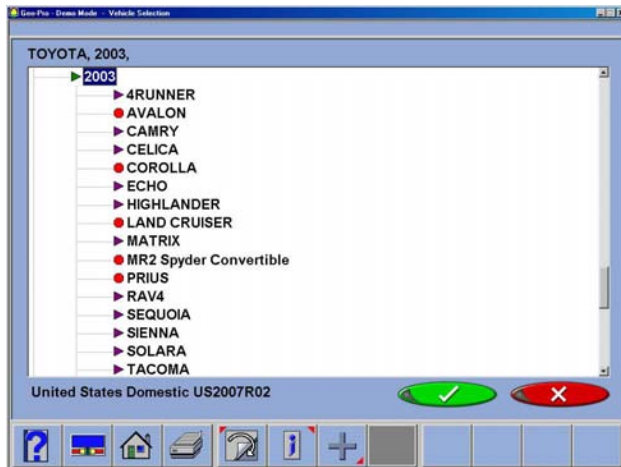 Geo-Pro - Demo Mode - Vehicle Selection
TOYOTA, 2003,
2003
4RUNNER
AVALON
CAMRY
CELICA
COROLLA
ECHO
HIGHLANDER
LAND CRUISER
MATRIX
MR2 Spyder Convertible
PRIUS
RAV4
SEQUOIA
SIENNA
SOLARA
TACOMA
United States Domestic US2007R02